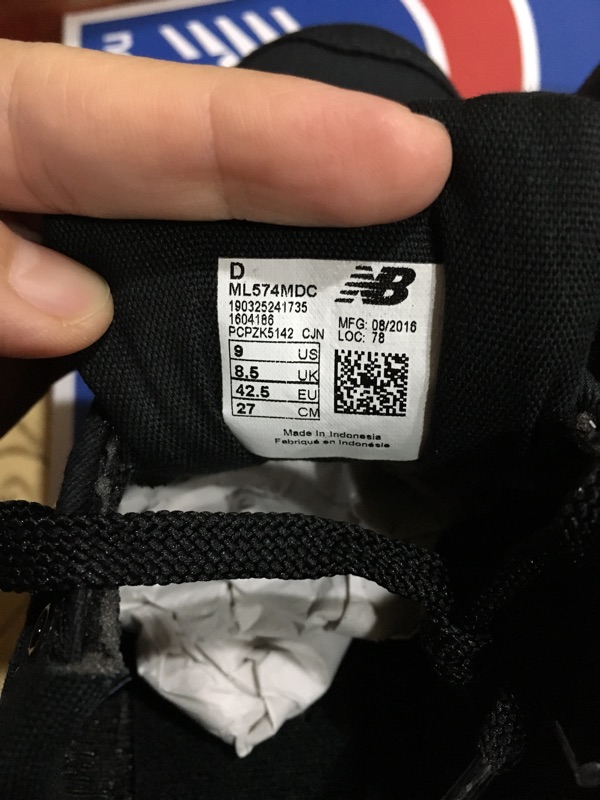 D
ML574MDC
190325241735
1604186
PCPZK5142 CJN
9 US
8.5 UK
42.5 EU
27 CM
NB
MFG: 08/2016
LOC: 78
Made in Indonesia
Fabriqué en Indonésie